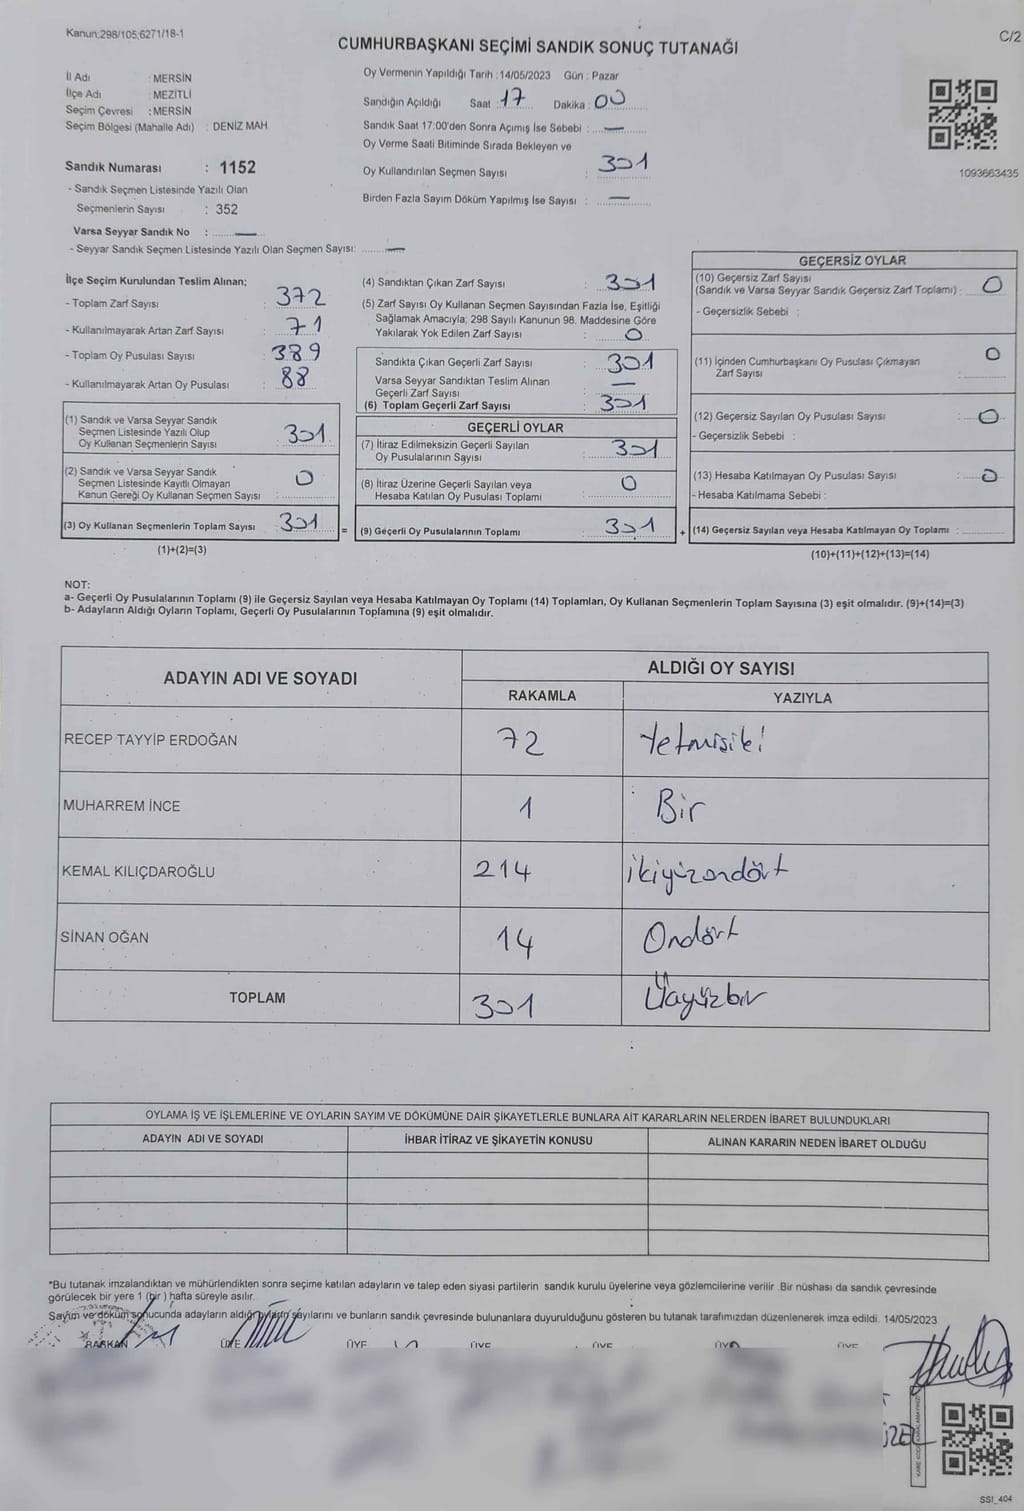 Kanun;298/105;6271/18-1
C/2
CUMHURBAŞKANI SEÇİMİ SANDIK SONUÇ TUTANAĞI
İl Adı : MERSİN
İlçe Adı : MEZİTLİ
Seçim Çevresi : MERSİN
Seçim Bölgesi (Mahalle Adı) : DENİZ MAH.
Sandık Numarası : 1152
- Sandık Seçmen Listesinde Yazılı Olan
Seçmenlerin Sayısı : 352
Varsa Seyyar Sandık No : —
- Seyyar Sandık Seçmen Listesinde Yazılı Olan Seçmen Sayısı: —
Oy Vermenin Yapıldığı Tarih : 14/05/2023 Gün : Pazar
Sandığın Açıldığı Saat : 17 Dakika : 00
Sandık Saat 17:00'den Sonra Açımış İse Sebebi : —
Oy Verme Saati Bitiminde Sırada Bekleyen ve
Oy Kullandırılan Seçmen Sayısı : 301
Birden Fazla Sayım Döküm Yapılmış İse Sayısı : —
1093663435
İlçe Seçim Kurulundan Teslim Alınan;
- Toplam Zarf Sayısı : 372
- Kullanılmayarak Artan Zarf Sayısı : 71
- Toplam Oy Pusulası Sayısı : 389
- Kullanılmayarak Artan Oy Pusulası : 88
(1) Sandık ve Varsa Seyyar Sandık
Seçmen Listesinde Yazılı Olup
Oy Kullanan Seçmenlerin Sayısı : 301
(2) Sandık ve Varsa Seyyar Sandık
Seçmen Listesinde Kayıtlı Olmayan
Kanun Gereği Oy Kullanan Seçmen Sayısı : 0
(3) Oy Kullanan Seçmenlerin Toplam Sayısı : 301
(1)+(2)=(3)
(4) Sandıktan Çıkan Zarf Sayısı : 301
(5) Zarf Sayısı Oy Kullanan Seçmen Sayısından Fazla İse, Eşitliği
Sağlamak Amacıyla; 298 Sayılı Kanunun 98. Maddesine Göre
Yakılarak Yok Edilen Zarf Sayısı : 0
Sandıkta Çıkan Geçerli Zarf Sayısı : 301
Varsa Seyyar Sandıktan Teslim Alınan
Geçerli Zarf Sayısı : —
(6) Toplam Geçerli Zarf Sayısı : 301
GEÇERLİ OYLAR
(7) İtiraz Edilmeksizin Geçerli Sayılan
Oy Pusulalarının Sayısı : 301
(8) İtiraz Üzerine Geçerli Sayılan veya
Hesaba Katılan Oy Pusulası Toplamı : 0
= (9) Geçerli Oy Pusulalarının Toplamı : 301
GEÇERSİZ OYLAR
(10) Geçersiz Zarf Sayısı
(Sandık ve Varsa Seyyar Sandık Geçersiz Zarf Toplamı) : 0
- Geçersizlik Sebebi :
(11) İçinden Cumhurbaşkanı Oy Pusulası Çıkmayan
Zarf Sayısı : 0
(12) Geçersiz Sayılan Oy Pusulası Sayısı : 0
- Geçersizlik Sebebi :
(13) Hesaba Katılmayan Oy Pusulası Sayısı : 0
- Hesaba Katılmama Sebebi :
+ (14) Geçersiz Sayılan veya Hesaba Katılmayan Oy Toplamı :
(10)+(11)+(12)+(13)=(14)
NOT:
a- Geçerli Oy Pusulalarının Toplamı (9) ile Geçersiz Sayılan veya Hesaba Katılmayan Oy Toplamı (14) Toplamları, Oy Kullanan Seçmenlerin Toplam Sayısına (3) eşit olmalıdır. (9)+(14)=(3)
b- Adayların Aldığı Oyların Toplamı, Geçerli Oy Pusulalarının Toplamına (9) eşit olmalıdır.
ADAYIN ADI VE SOYADI ALDIĞI OY SAYISI
RAKAMLA YAZIYLA
RECEP TAYYİP ERDOĞAN 72 Yetmişiki
MUHARREM İNCE 1 Bir
KEMAL KILIÇDAROĞLU 214 ikiyüzondört
SİNAN OĞAN 14 Ondört
TOPLAM 301 Üçyüzbir
OYLAMA İŞ VE İŞLEMLERİNE VE OYLARIN SAYIM VE DÖKÜMÜNE DAİR ŞİKAYETLERLE BUNLARA AİT KARARLARIN NELERDEN İBARET BULUNDUKLARI
ADAYIN ADI VE SOYADI İHBAR İTİRAZ VE ŞİKAYETİN KONUSU ALINAN KARARIN NEDEN İBARET OLDUĞU
*Bu tutanak imzalandıktan ve mühürlendikten sonra seçime katılan adayların ve talep eden siyasi partilerin sandık kurulu üyelerine veya gözlemcilerine verilir. Bir nüshası da sandık çevresinde
görülecek bir yere 1 (bir ) hafta süreyle asılır.
Sayım ve döküm sonucunda adayların aldığı oyların sayılarını ve bunların sandık çevresinde bulunanlara duyurulduğunu gösteren bu tutanak tarafımızdan düzenlenerek imza edildi. 14/05/2023
BAŞKAN ÜYE ÜYE ÜYE ÜYE ÜYE ÜYE
SSI_404